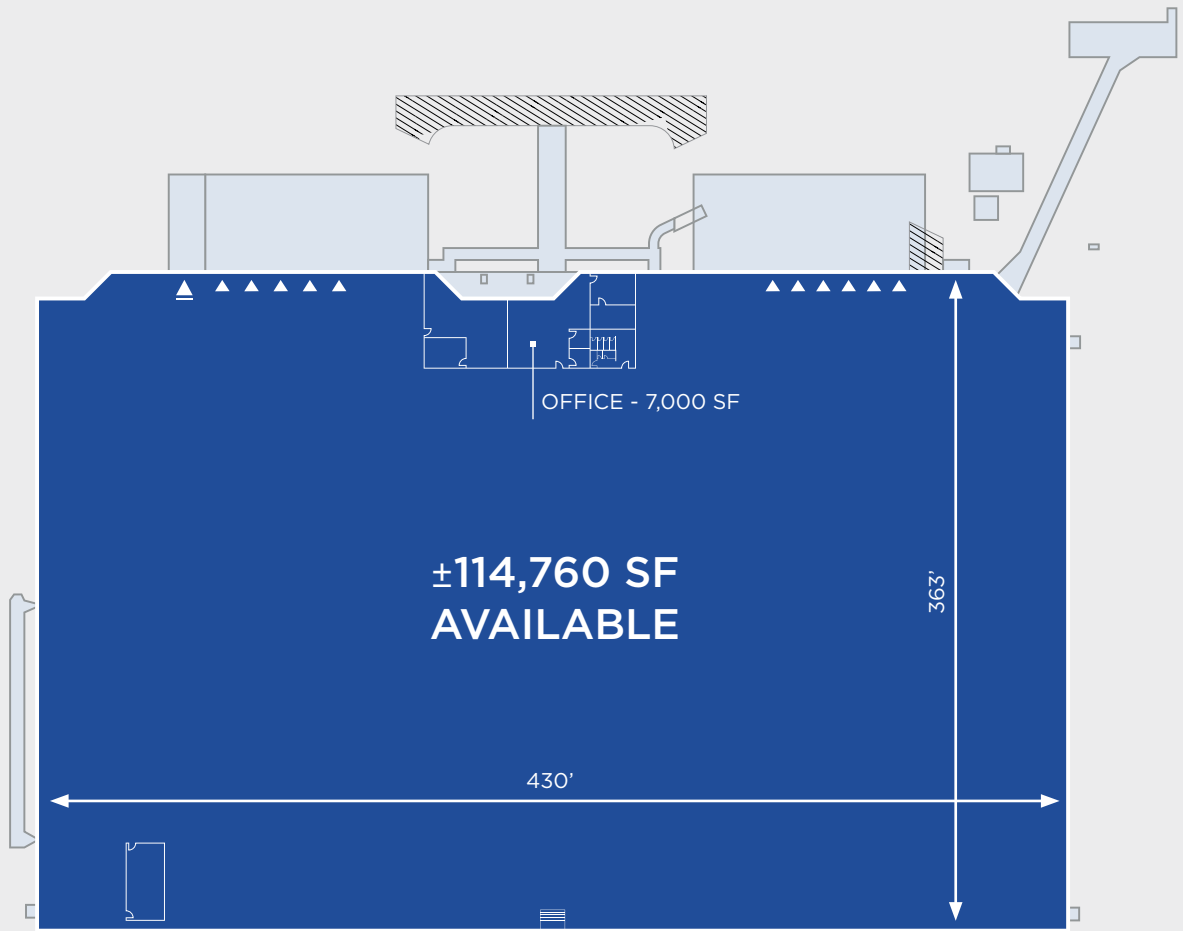 OFFICE - 7,000 SF
±114,760 SF
AVAILABLE
363’
430’